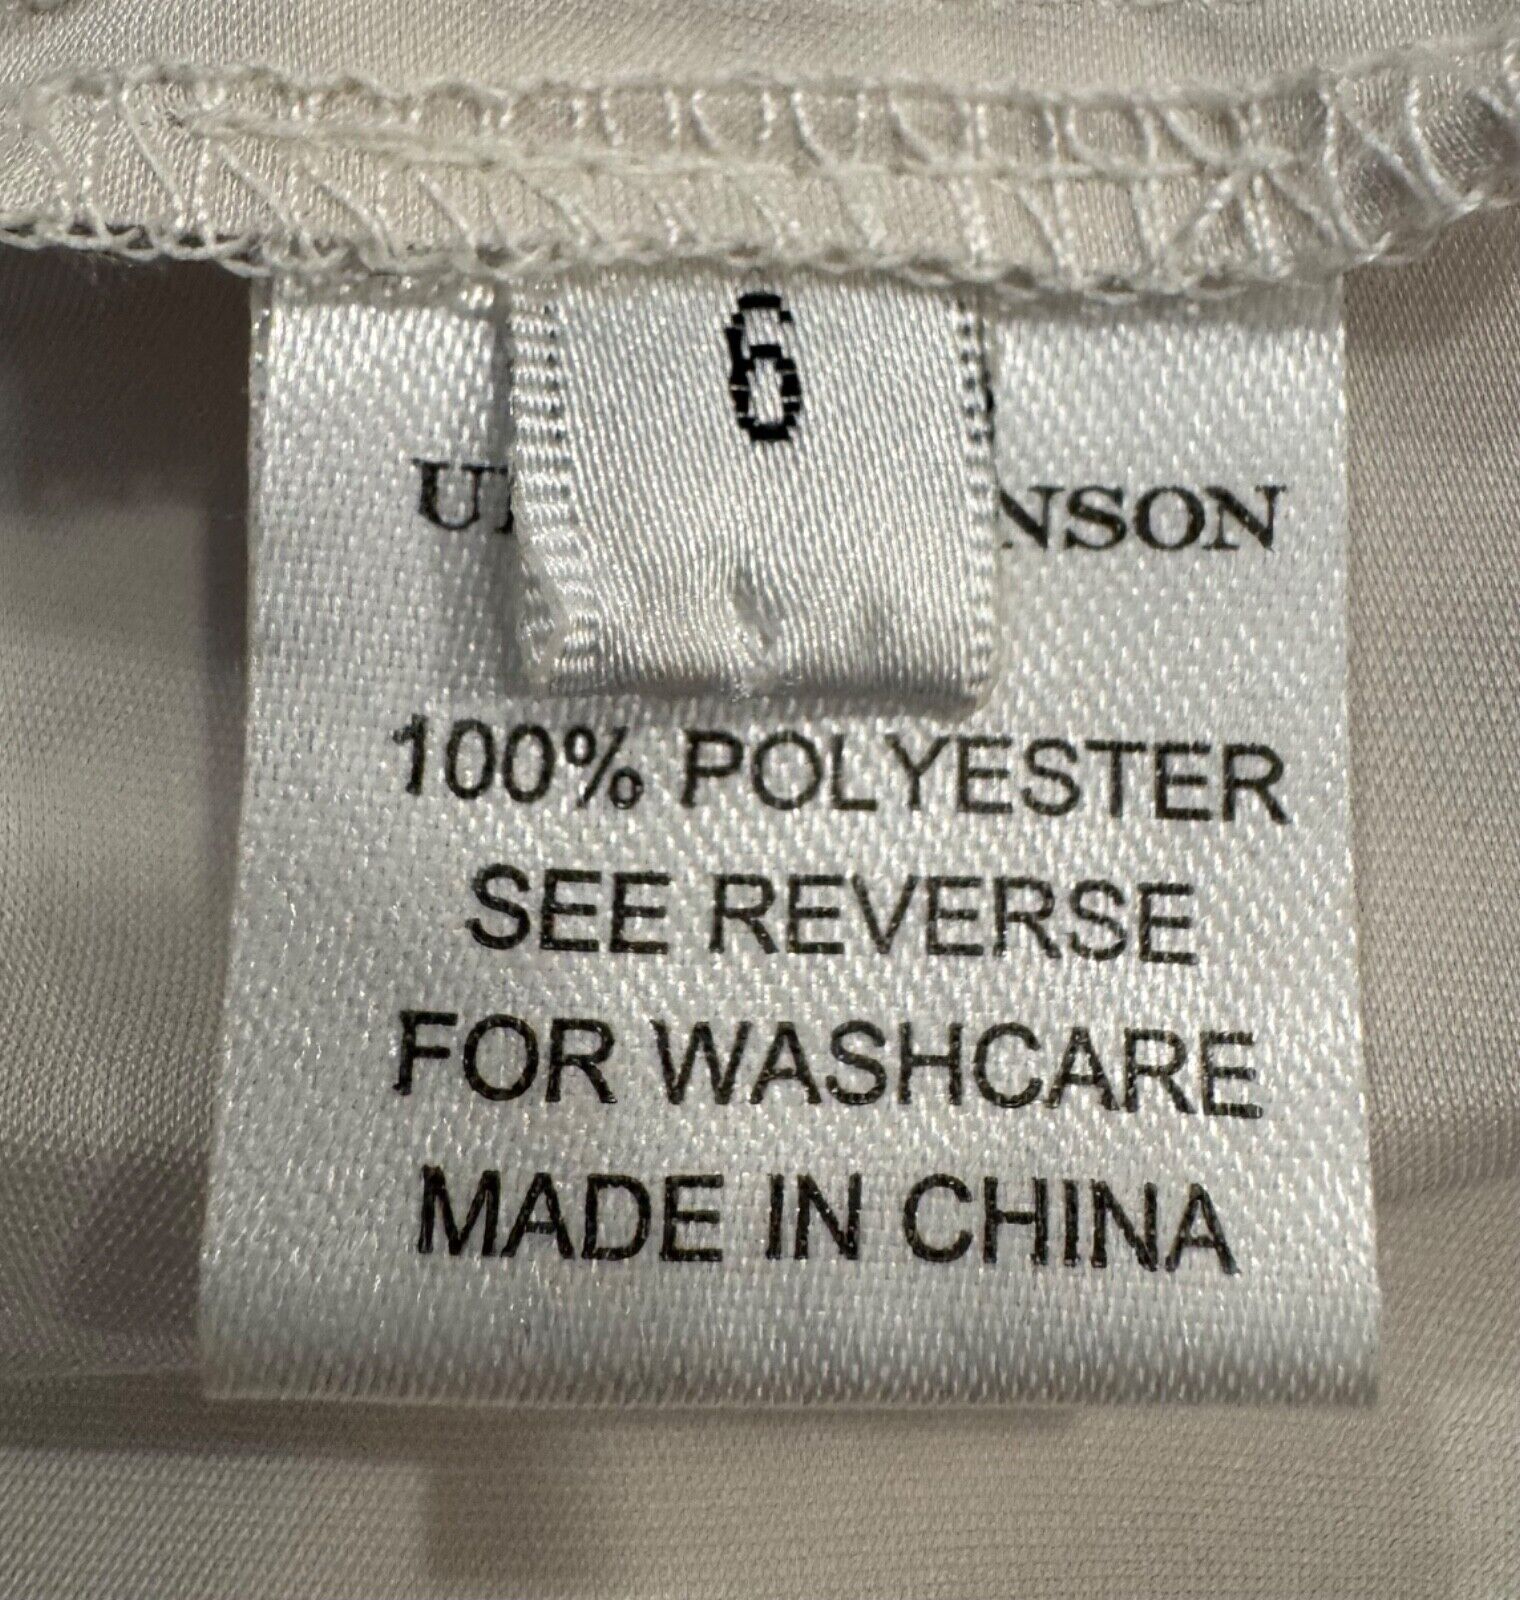 6
100% POLYESTER
SEE REVERSE
FOR WASHCARE
MADE IN CHINA